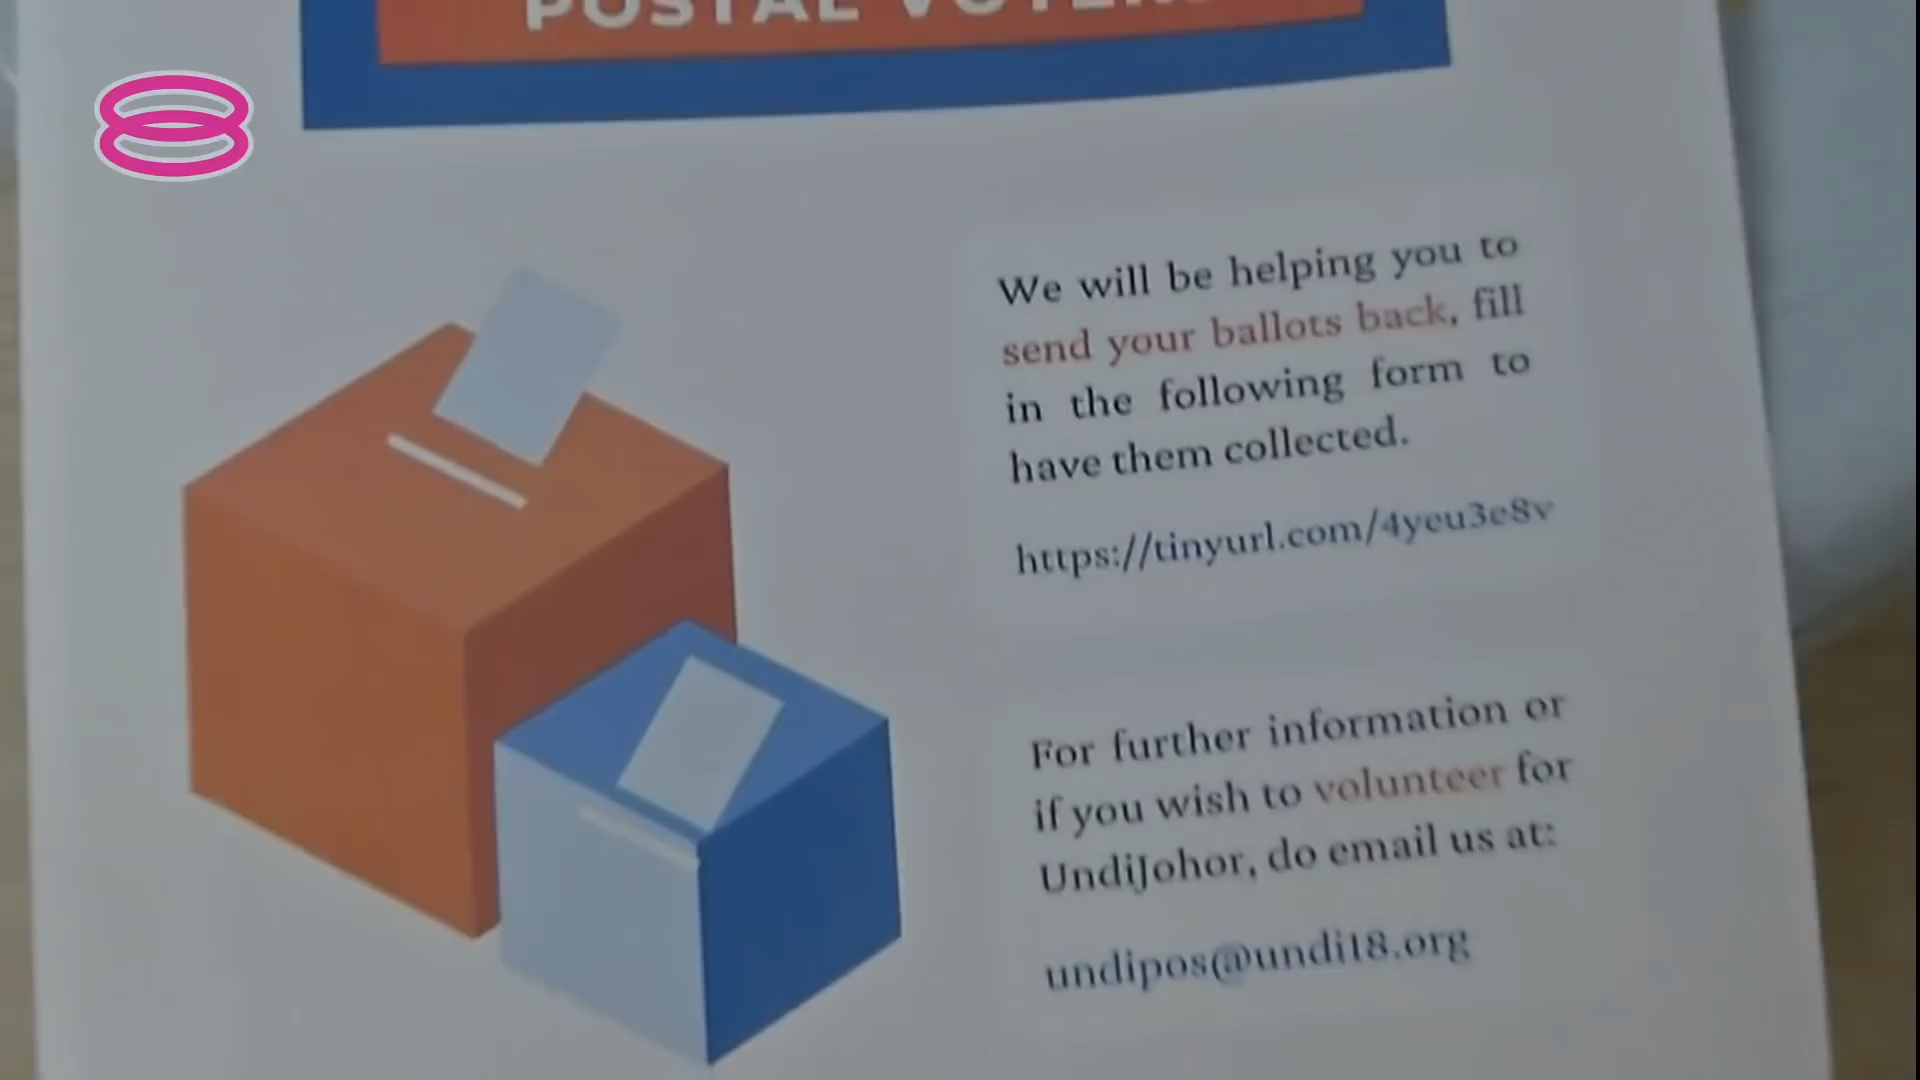 POSTAL VOTERS
We will be helping you to
send your ballots back, fill
in the following form to
have them collected.
https://tinyurl.com/4yeu3e8v
For further information or
if you wish to volunteer for
UndiJohor, do email us at:
undipos@undi18.org